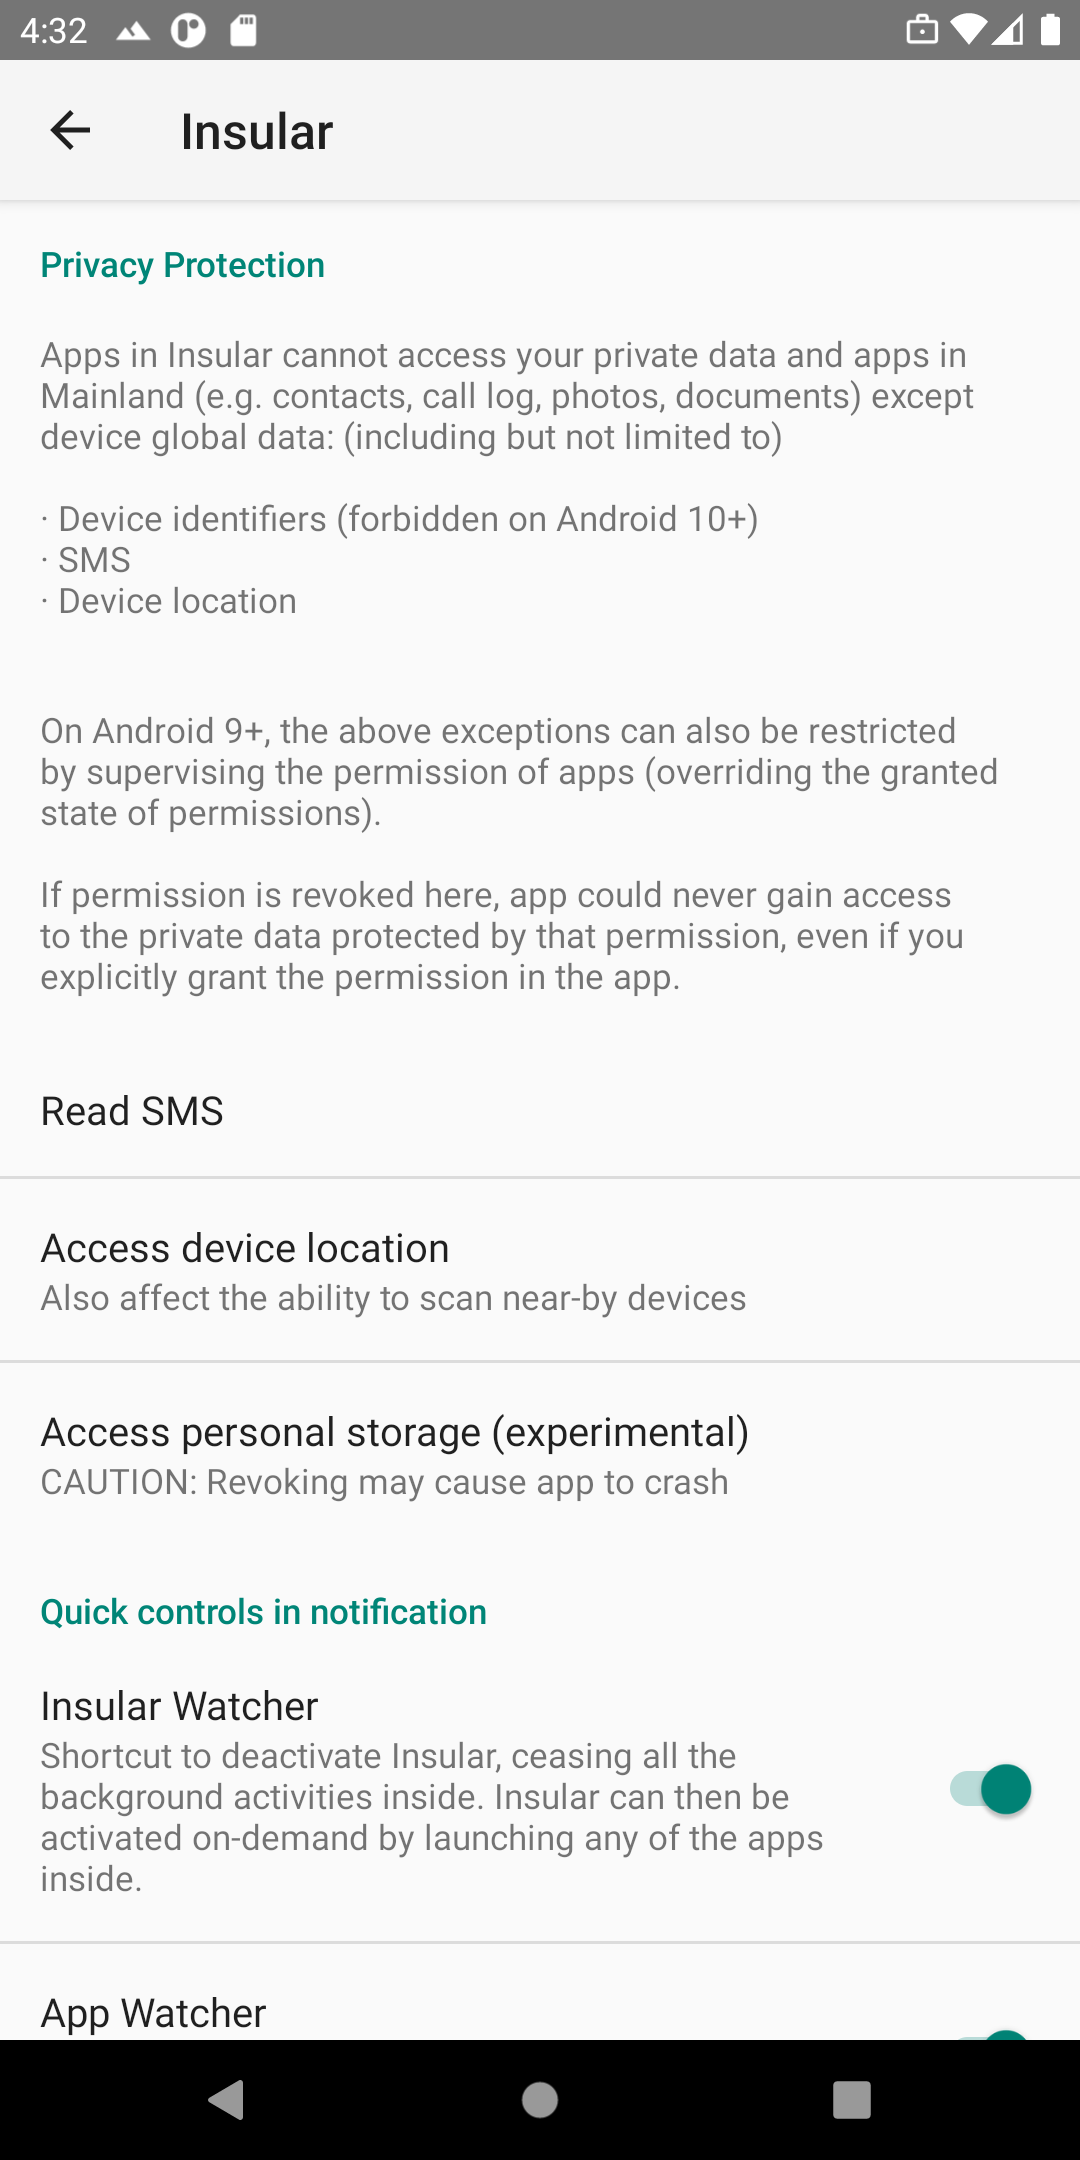 4:32
Insular
Privacy Protection
Apps in Insular cannot access your private data and apps in
Mainland (e.g. contacts, call log, photos, documents) except
device global data: (including but not limited to)
· Device identifiers (forbidden on Android 10+)
· SMS
· Device location
On Android 9+, the above exceptions can also be restricted
by supervising the permission of apps (overriding the granted
state of permissions).
If permission is revoked here, app could never gain access
to the private data protected by that permission, even if you
explicitly grant the permission in the app.
Read SMS
Access device location
Also affect the ability to scan near-by devices
Access personal storage (experimental)
CAUTION: Revoking may cause app to crash
Quick controls in notification
Insular Watcher
Shortcut to deactivate Insular, ceasing all the
background activities inside. Insular can then be
activated on-demand by launching any of the apps
inside.
App Watcher